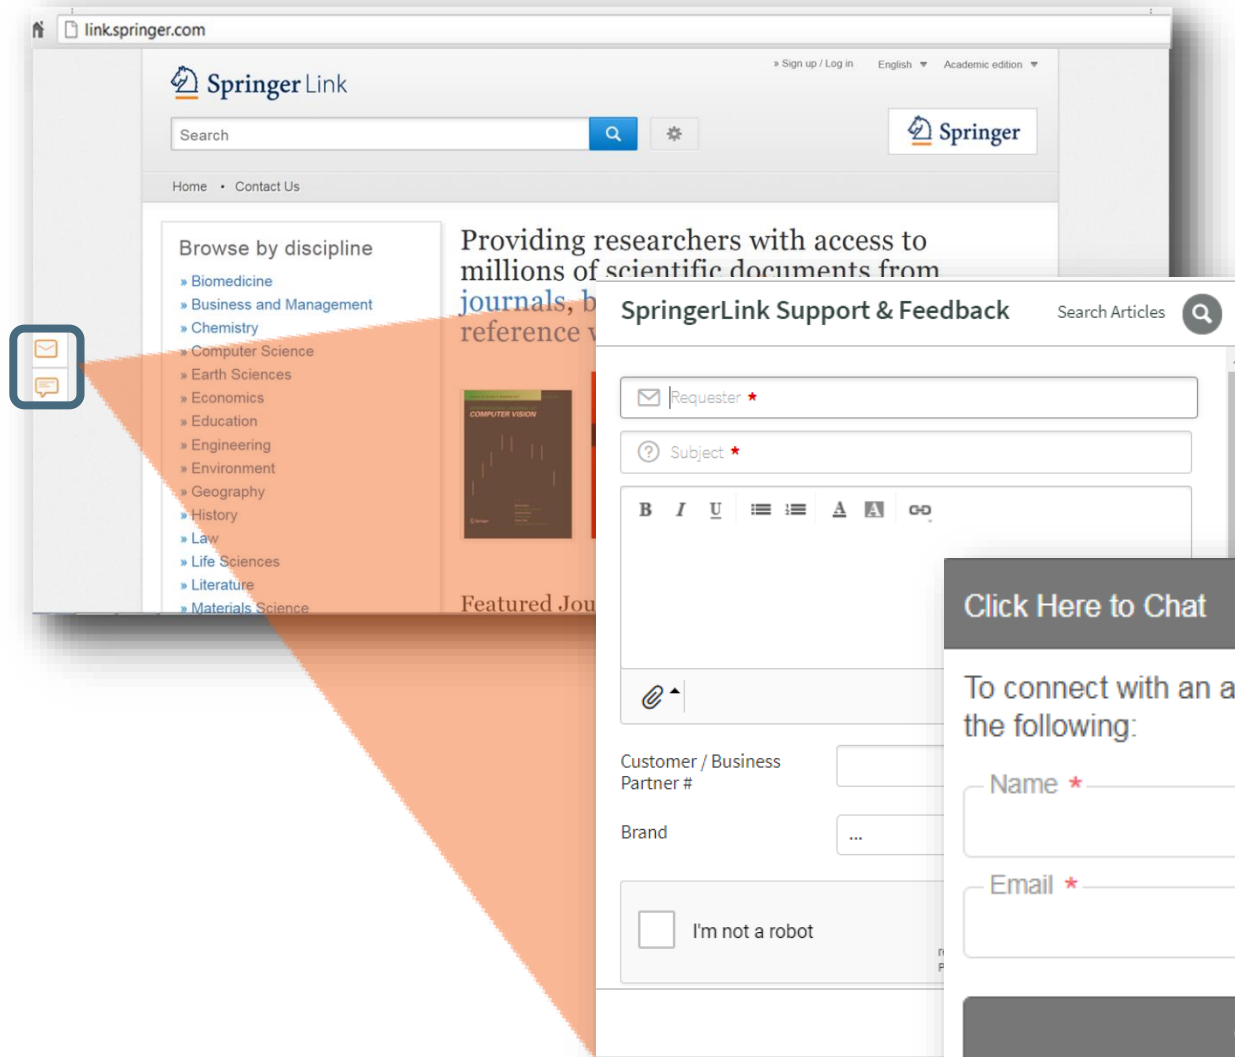 link.springer.com
Springer Link
» Sign up / Log in English Academic edition
Search
Springer
Home • Contact Us
Browse by discipline
» Biomedicine
» Business and Management
» Chemistry
» Computer Science
» Earth Sciences
» Economics
» Education
» Engineering
» Environment
» Geography
» History
» Law
» Life Sciences
» Literature
» Materials Science
Providing researchers with access to
millions of scientific documents from
journals, b
reference
COMPUTER VISION
Featured Jou
SpringerLink Support & Feedback
Search Articles
Requester *
Subject *
B I U A A
Customer / Business
Partner #
Brand
...
I'm not a robot
Click Here to Chat
To connect with an a
the following:
Name *
Email *